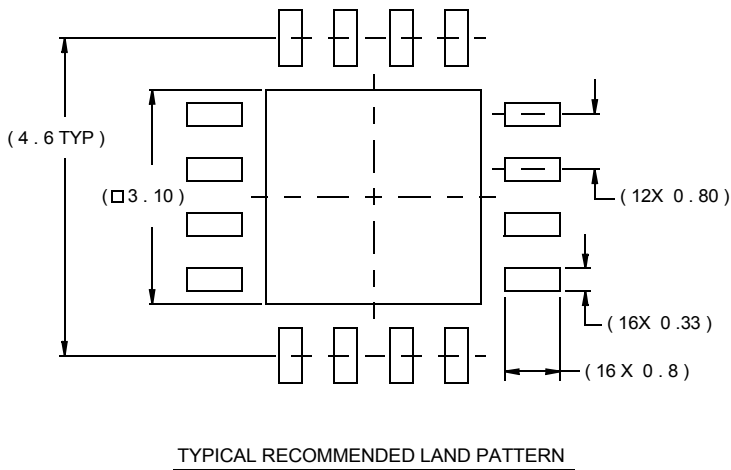 ( 4 . 6 TYP )
( □ 3 . 10 )
( 12X 0 . 80 )
( 16X 0 .33 )
( 16 X 0 . 8 )
TYPICAL RECOMMENDED LAND PATTERN